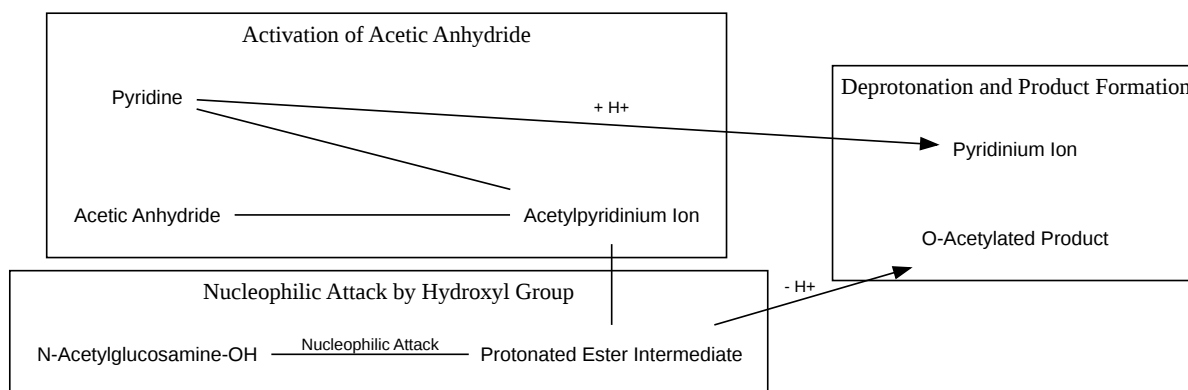 Activation of Acetic Anhydride
Pyridine
Acetic Anhydride
Acetylpyridinium Ion
+ H+
Deprotonation and Product Formation
Pyridinium Ion
O-Acetylated Product
- H+
Nucleophilic Attack by Hydroxyl Group
N-Acetylglucosamine-OH
Nucleophilic Attack
Protonated Ester Intermediate